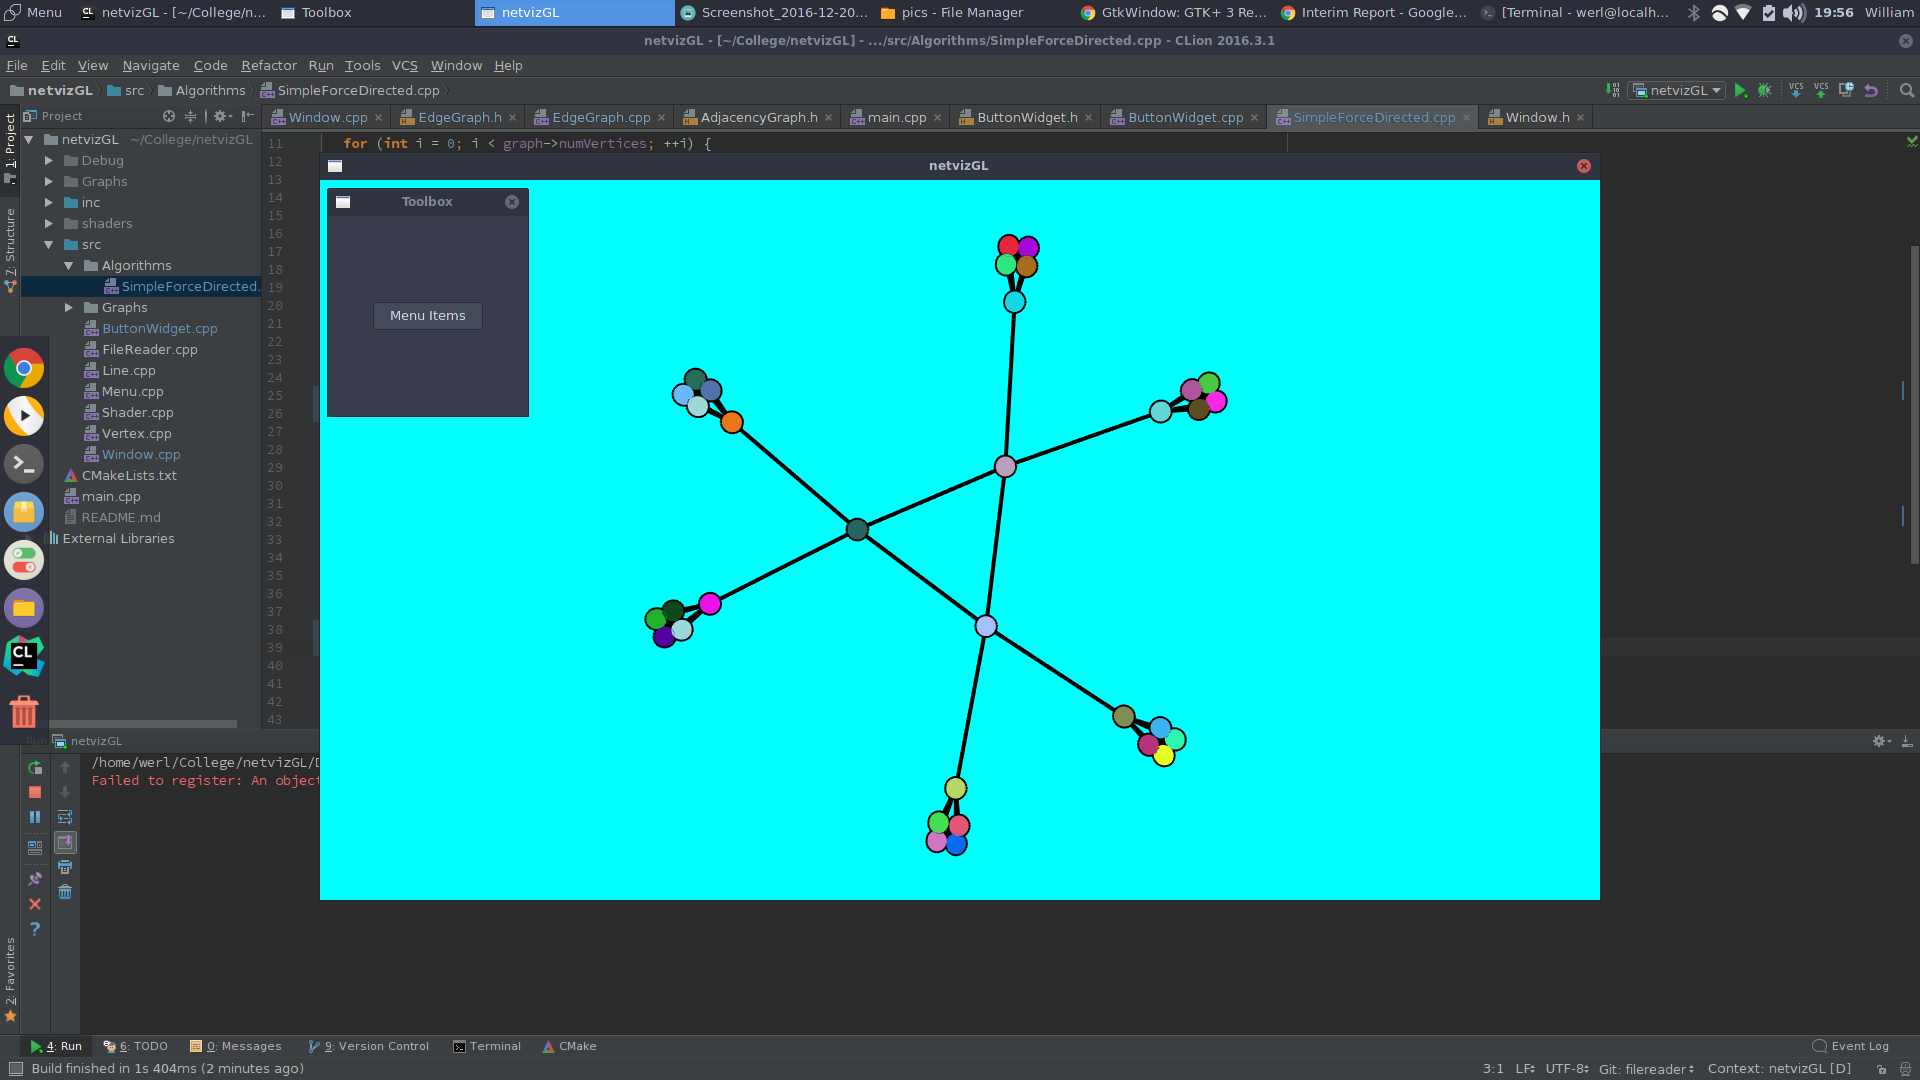 Menu
netvizGL - [~/College/n...
Toolbox
netvizGL
Screenshot_2016-12-20...
pics - File Manager
GtkWindow: GTK+ 3 Re...
Interim Report - Google...
[Terminal - werl@localh...
19:56 William
netvizGL - [~/College/netvizGL] - .../src/Algorithms/SimpleForceDirected.cpp - CLion 2016.3.1
File Edit View Navigate Code Refactor Run Tools VCS Window Help
netvizGL src Algorithms SimpleForceDirected.cpp
netvizGL
VCS VCS
Project
Window.cpp EdgeGraph.h EdgeGraph.cpp AdjacencyGraph.h main.cpp ButtonWidget.h ButtonWidget.cpp SimpleForceDirected.cpp Window.h
1: Project
7: Structure
2: Favorites
netvizGL ~/College/netvizGL
Debug
Graphs
inc
shaders
src
Algorithms
SimpleForceDirected.
Graphs
ButtonWidget.cpp
FileReader.cpp
Line.cpp
Menu.cpp
Shader.cpp
Vertex.cpp
Window.cpp
CMakeLists.txt
main.cpp
README.md
External Libraries
11 for (int i = 0; i < graph->numVertices; ++i) {
12
13
14
15
16
17
18
19
20
21
22
23
24
25
26
27
28
29
30
31
32
33
34
35
36
37
38
39
40
41
42
43
netvizGL
Toolbox
Menu Items
CL
Run netvizGL
/home/werl/College/netvizGL/
Failed to register: An objec
4: Run 6: TODO 0: Messages 9: Version Control Terminal CMake
Event Log
Build finished in 1s 404ms (2 minutes ago)
3:1 LF UTF-8 Git: filereader Context: netvizGL [D]